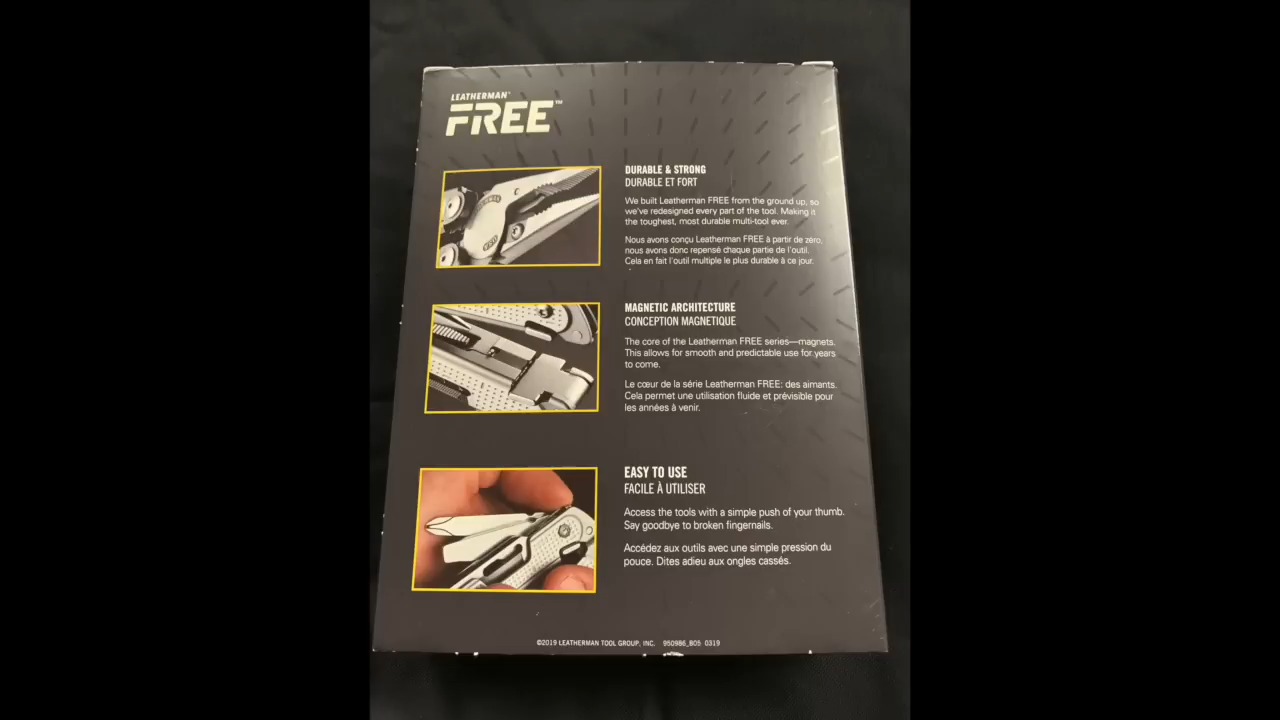 LEATHERMAN®
FREE™
DURABLE & STRONG
DURABLE ET FORT
We built Leatherman FREE from the ground up, so
we've redesigned every part of the tool. Making it
the toughest, most durable multi-tool ever.
Nous avons conçu Leatherman FREE à partir de zéro,
nous avons donc repensé chaque partie de l'outil.
Cela en fait l'outil multiple le plus durable à ce jour.
MAGNETIC ARCHITECTURE
CONCEPTION MAGNETIQUE
The core of the Leatherman FREE series—magnets.
This allows for smooth and predictable use for years
to come.
Le cœur de la série Leatherman FREE: des aimants.
Cela permet une utilisation fluide et prévisible pour
les années à venir.
EASY TO USE
FACILE À UTILISER
Access the tools with a simple push of your thumb.
Say goodbye to broken fingernails.
Accédez aux outils avec une simple pression du
pouce. Dites adieu aux ongles cassés.
©2019 LEATHERMAN TOOL GROUP, INC. 950986_B05 0319